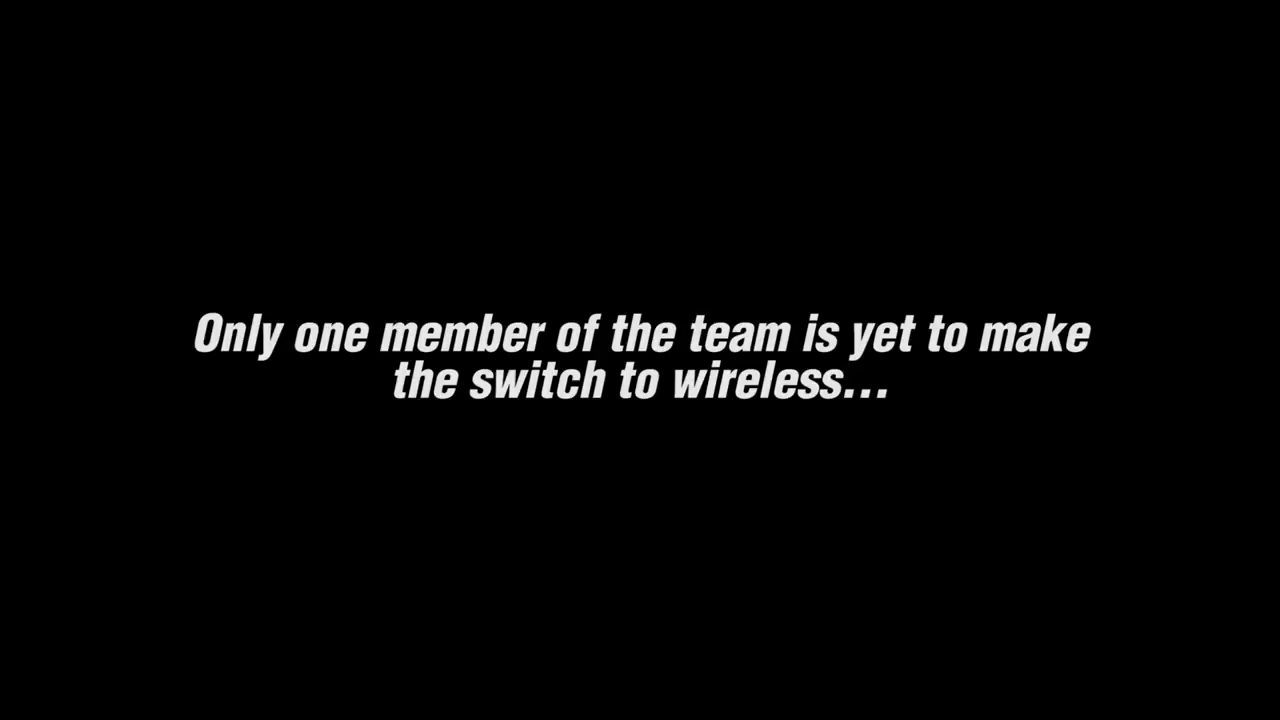 Only one member of the team is yet to make
the switch to wireless...